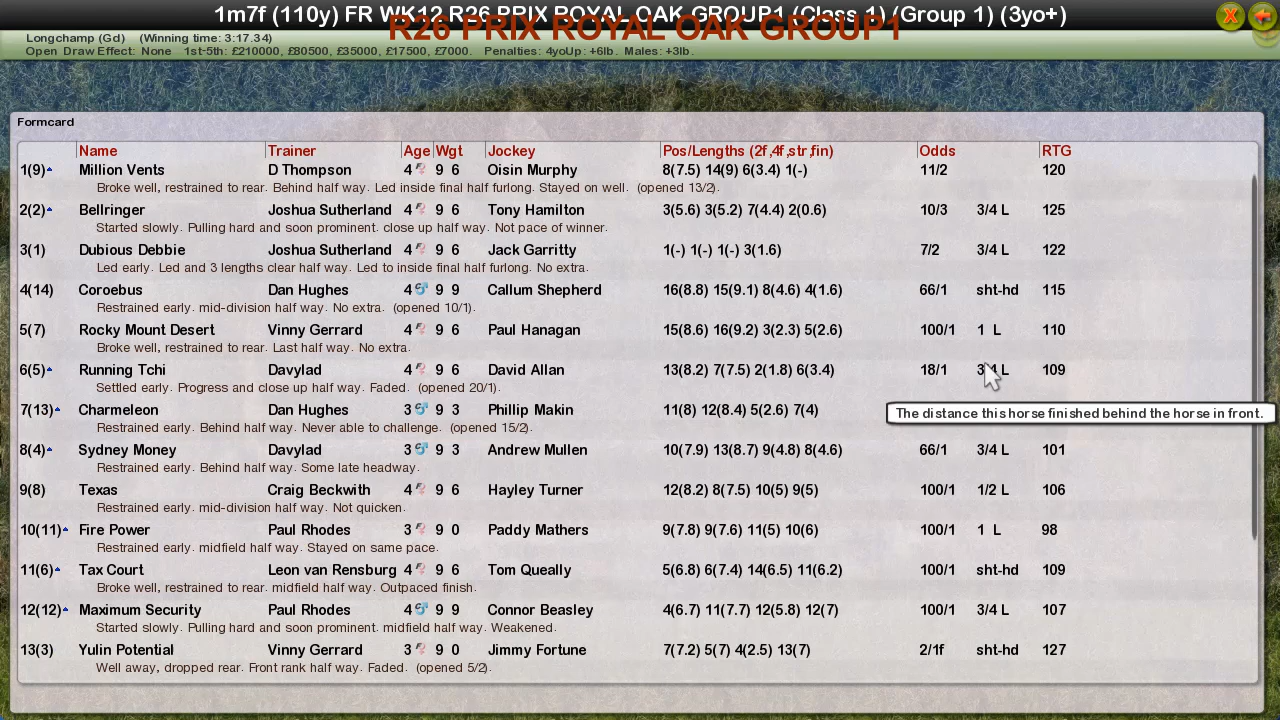 1m7f (110y) FR WK12 R26 PRIX ROYAL OAK GROUP1 (Class 1) (Group 1) (3yo+)
R26 PRIX ROYAL OAK GROUP1
Longchamp (Gd) (Winning time: 3:17.34)
Open Draw Effect: None 1st-5th: £210000, £80500, £35000, £17500, £7000. Penalties: 4yoUp: +6lb. Males: +3lb.
Formcard
Name Trainer Age Wgt Jockey Pos/Lengths (2f,4f,str,fin) Odds RTG
1(9) Million Vents D Thompson 4 9 6 Oisin Murphy 8(7.5) 14(9) 6(3.4) 1(-) 11/2 120
Broke well, restrained to rear. Behind half way. Led inside final half furlong. Stayed on well. (opened 13/2).
2(2) Bellringer Joshua Sutherland 4 9 6 Tony Hamilton 3(5.6) 3(5.2) 7(4.4) 2(0.6) 10/3 3/4 L 125
Started slowly. Pulling hard and soon prominent. close up half way. Not pace of winner.
3(1) Dubious Debbie Joshua Sutherland 4 9 6 Jack Garritty 1(-) 1(-) 1(-) 3(1.6) 7/2 3/4 L 122
Led early. Led and 3 lengths clear half way. Led to inside final half furlong. No extra.
4(14) Coroebus Dan Hughes 4 9 9 Callum Shepherd 16(8.8) 15(9.1) 8(4.6) 4(1.6) 66/1 sht-hd 115
Restrained early. mid-division half way. No extra. (opened 10/1).
5(7) Rocky Mount Desert Vinny Gerrard 4 9 6 Paul Hanagan 15(8.6) 16(9.2) 3(2.3) 5(2.6) 100/1 1 L 110
Broke well, restrained to rear. Last half way. No extra.
6(5) Running Tchi Davylad 4 9 6 David Allan 13(8.2) 7(7.5) 2(1.8) 6(3.4) 18/1 L 109
Settled early. Progress and close up half way. Faded. (opened 20/1).
7(13) Charmeleon Dan Hughes 3 9 3 Phillip Makin 11(8) 12(8.4) 5(2.6) 7(4)
The distance this horse finished behind the horse in front.
Restrained early. Behind half way. Never able to challenge. (opened 15/2).
8(4) Sydney Money Davylad 3 9 3 Andrew Mullen 10(7.9) 13(8.7) 9(4.8) 8(4.6) 66/1 3/4 L 101
Restrained early. Behind half way. Some late headway.
9(8) Texas Craig Beckwith 4 9 6 Hayley Turner 12(8.2) 8(7.5) 10(5) 9(5) 100/1 1/2 L 106
Restrained early. mid-division half way. Not quicken.
10(11) Fire Power Paul Rhodes 3 9 0 Paddy Mathers 9(7.8) 9(7.6) 11(5) 10(6) 100/1 1 L 98
Restrained early. midfield half way. Stayed on same pace.
11(6) Tax Court Leon van Rensburg 4 9 6 Tom Queally 5(6.8) 6(7.4) 14(6.5) 11(6.2) 100/1 sht-hd 109
Broke well, restrained to rear. midfield half way. Outpaced finish.
12(12) Maximum Security Paul Rhodes 4 9 9 Connor Beasley 4(6.7) 11(7.7) 12(5.8) 12(7) 100/1 3/4 L 107
Started slowly. Pulling hard and soon prominent. midfield half way. Weakened.
13(3) Yulin Potential Vinny Gerrard 3 9 0 Jimmy Fortune 7(7.2) 5(7) 4(2.5) 13(7) 2/1f sht-hd 127
Well away, dropped rear. Front rank half way. Faded. (opened 5/2).